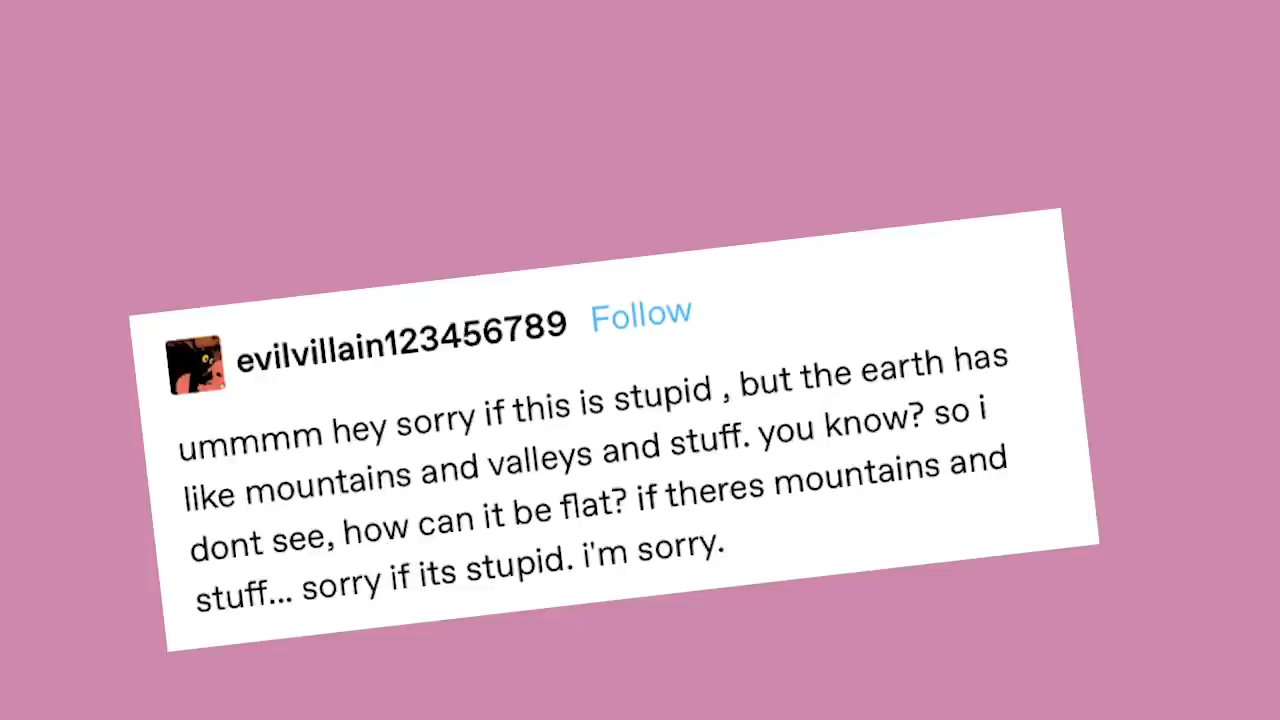 evilvillain123456789 Follow
ummmm hey sorry if this is stupid , but the earth has
like mountains and valleys and stuff. you know? so i
dont see, how can it be flat? if theres mountains and
stuff... sorry if its stupid. i'm sorry.